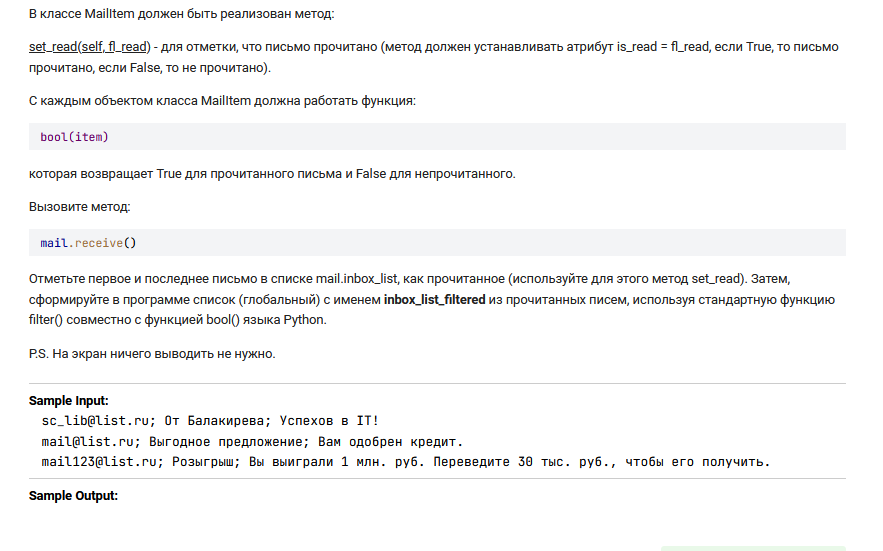 В классе MailItem должен быть реализован метод:
set_read(self, fl_read) - для отметки, что письмо прочитано (метод должен устанавливать атрибут is_read = fl_read, если True, то письмо
прочитано, если False, то не прочитано).
С каждым объектом класса MailItem должна работать функция:
bool(item)
которая возвращает True для прочитанного письма и False для непрочитанного.
Вызовите метод:
mail.receive()
Отметьте первое и последнее письмо в списке mail.inbox_list, как прочитанное (используйте для этого метод set_read). Затем,
сформируйте в программе список (глобальный) с именем inbox_list_filtered из прочитанных писем, используя стандартную функцию
filter() совместно с функцией bool() языка Python.
P.S. На экран ничего выводить не нужно.
Sample Input:
sc_lib@list.ru; От Балакирева; Успехов в IT!
mail@list.ru; Выгодное предложение; Вам одобрен кредит.
mail123@list.ru; Розыгрыш; Вы выиграли 1 млн. руб. Переведите 30 тыс. руб., чтобы его получить.
Sample Output: